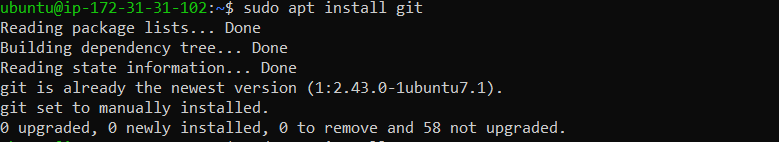 ubuntu@ip-172-31-31-102:~$ sudo apt install git
Reading package lists... Done
Building dependency tree... Done
Reading state information... Done
git is already the newest version (1:2.43.0-1ubuntu7.1).
git set to manually installed.
0 upgraded, 0 newly installed, 0 to remove and 58 not upgraded.